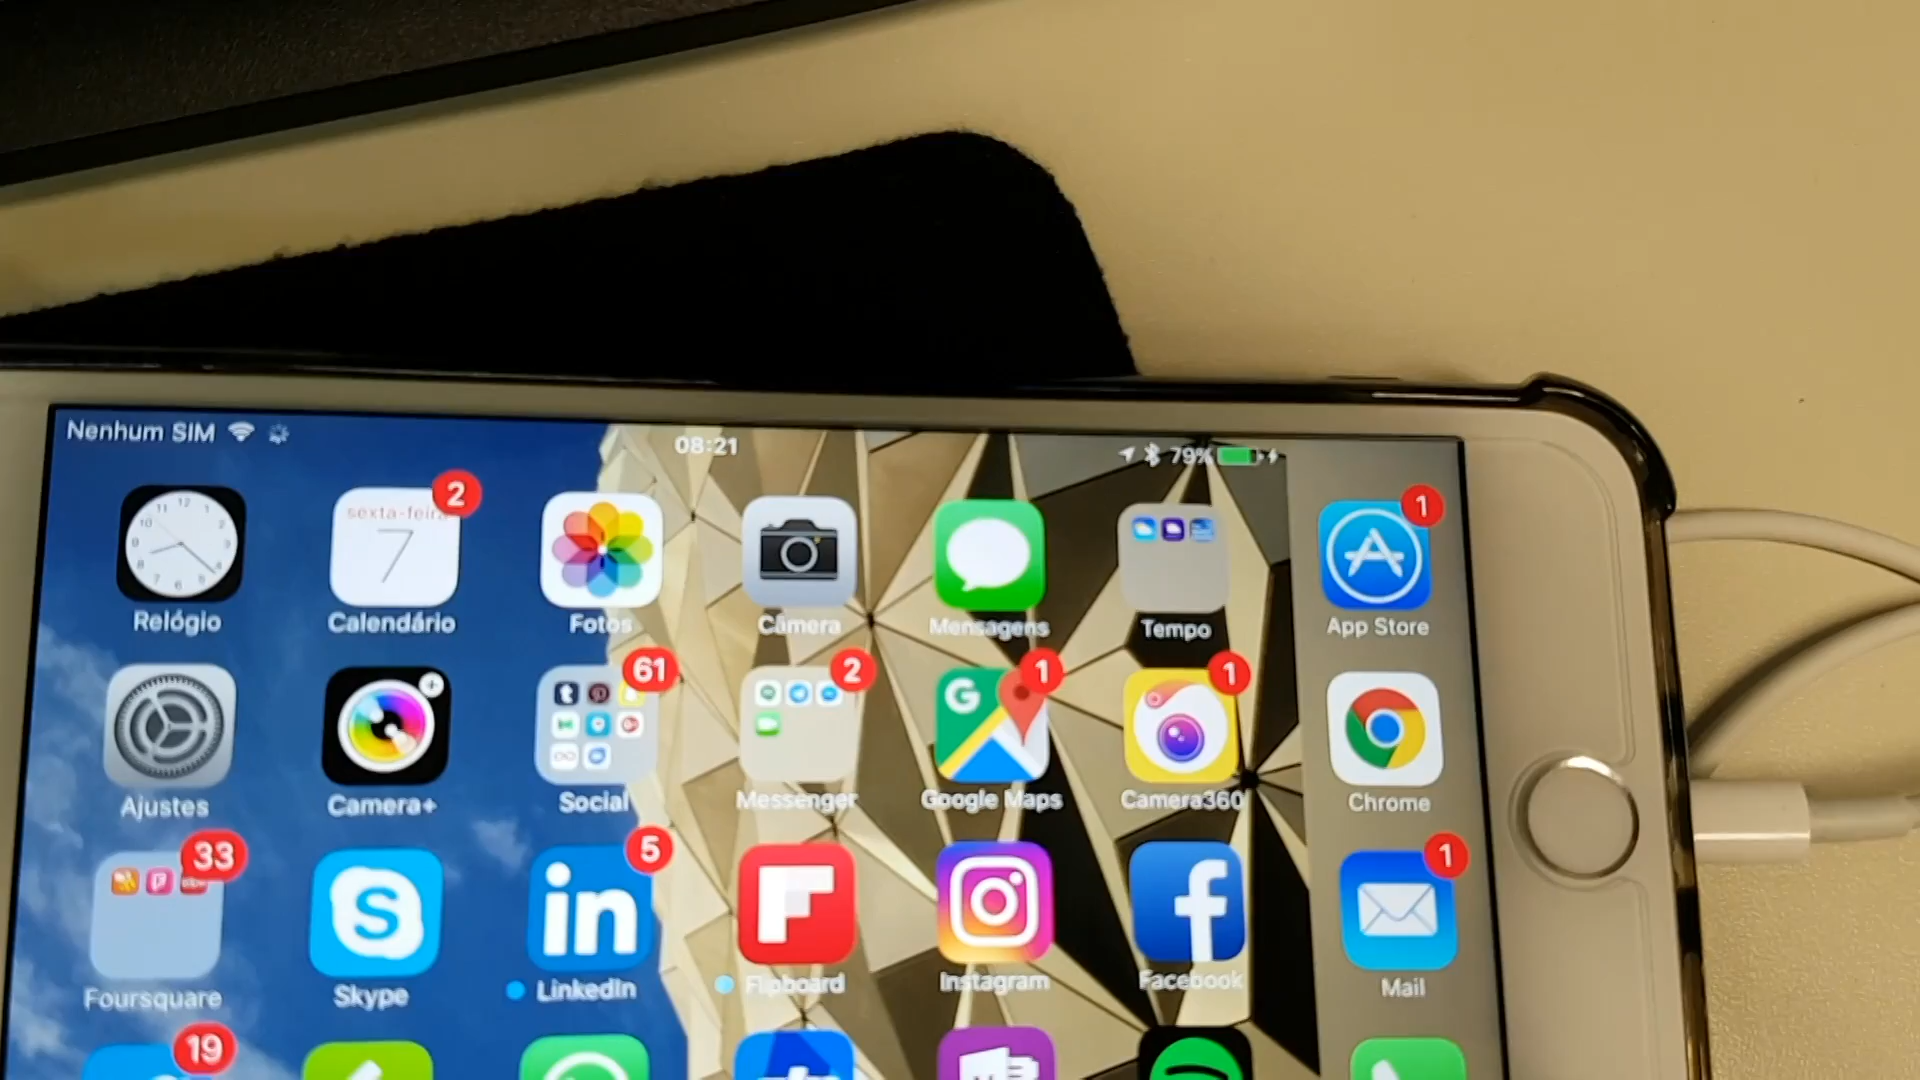 Nenhum SIM 08:21 79%
2 1
sexta-feira
7
Relógio Calendário Fotos Câmera Mensagens Tempo App Store
61 2 1 1
G
Ajustes Camera+ Social Messenger Google Maps Camera360 Chrome
33 5 1
S in F f
Foursquare Skype LinkedIn Flipboard Instagram Facebook Mail
19